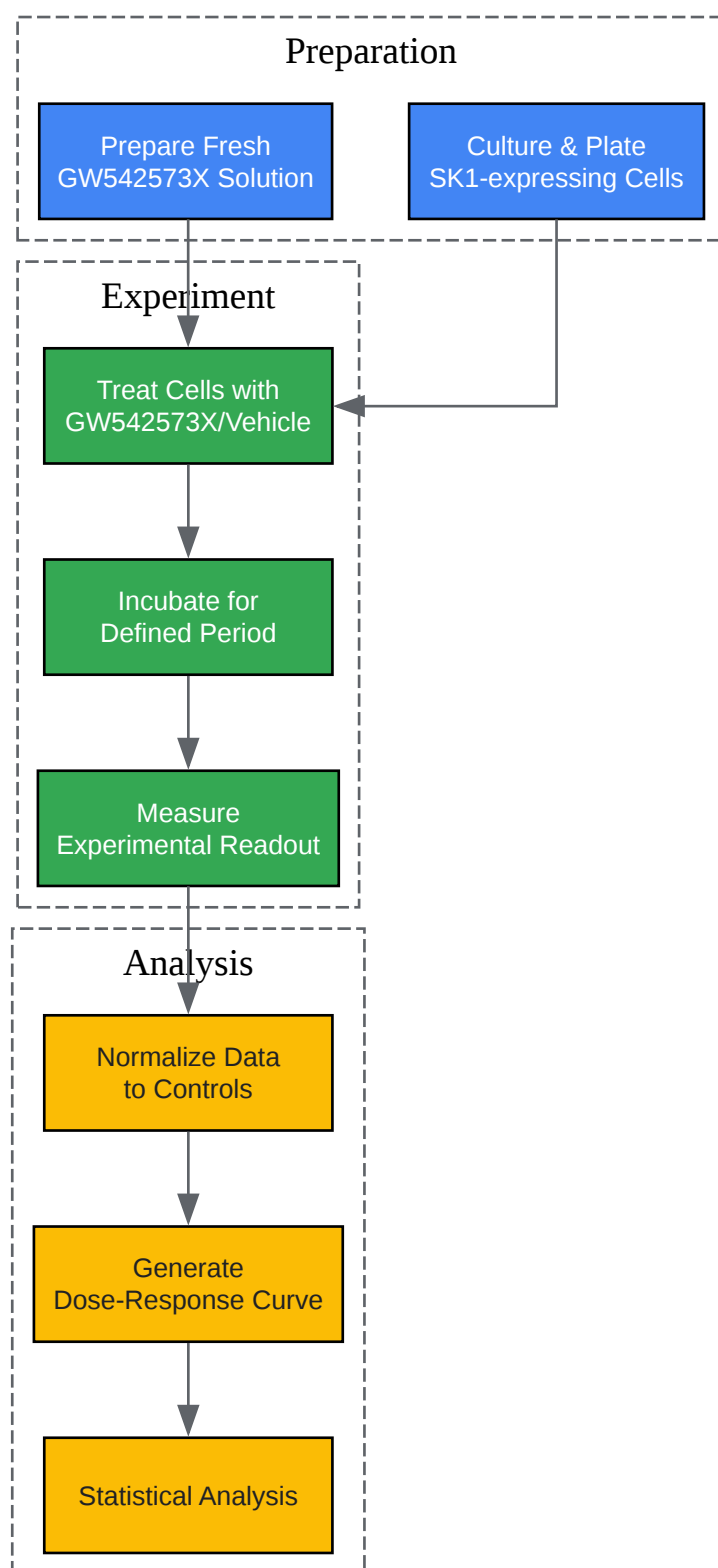 Preparation
Prepare Fresh
GW542573X Solution
Culture & Plate
SK1-expressing Cells
Experiment
Treat Cells with
GW542573X/Vehicle
Incubate for
Defined Period
Measure
Experimental Readout
Analysis
Normalize Data
to Controls
Generate
Dose-Response Curve
Statistical Analysis